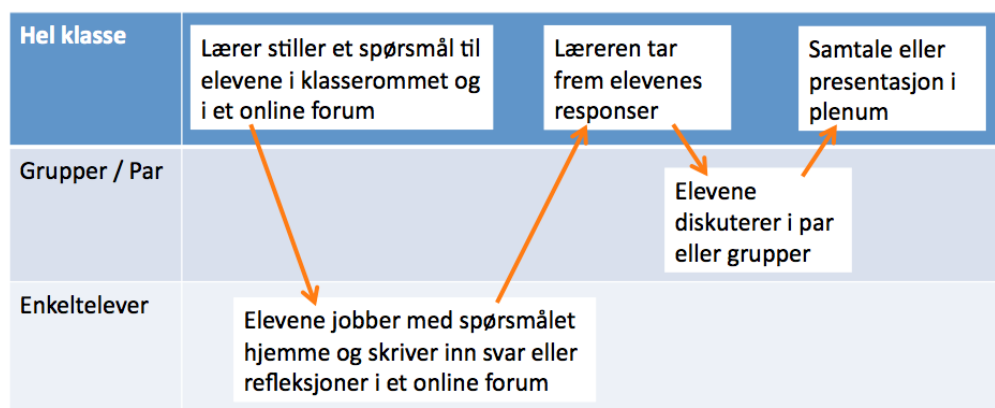 Hel klasse
Lærer stiller et spørsmål til
elevene i klasserommet og
i et online forum
Læreren tar
frem elevenes
responser
Samtale eller
presentasjon i
plenum
Grupper / Par
Elevene
diskuterer i par
eller grupper
Enkeltelever
Elevene jobber med spørsmålet
hjemme og skriver inn svar eller
refleksjoner i et online forum